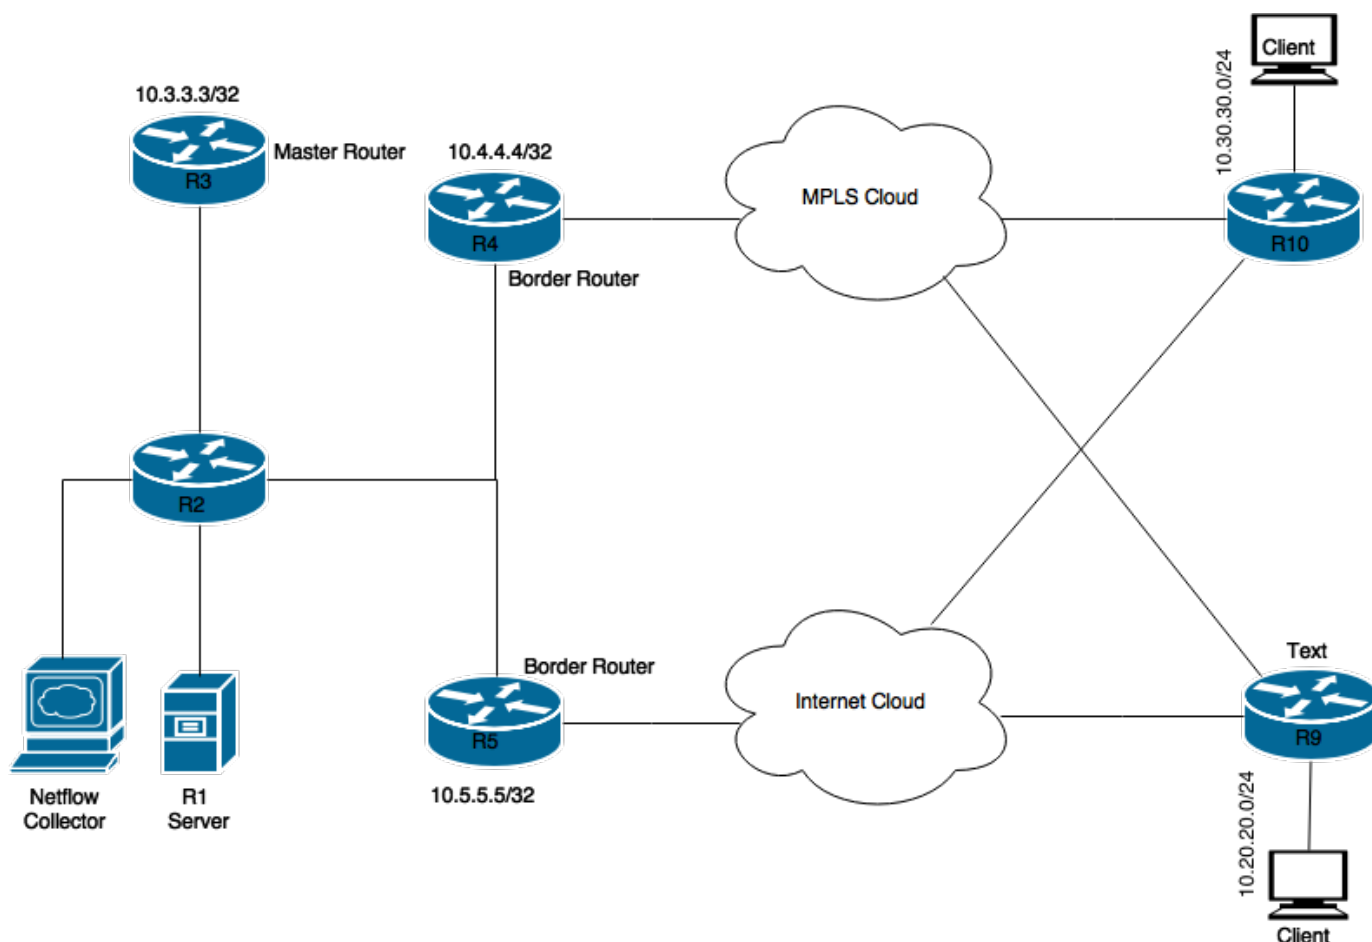 Client
10.30.30.0/24
10.3.3.3/32
Master Router
R3
10.4.4.4/32
MPLS Cloud
R4
R10
Border Router
R2
Text
Border Router
Internet Cloud
R5
R9
10.5.5.5/32
Netflow
Collector
R1
Server
10.20.20.0/24
Client